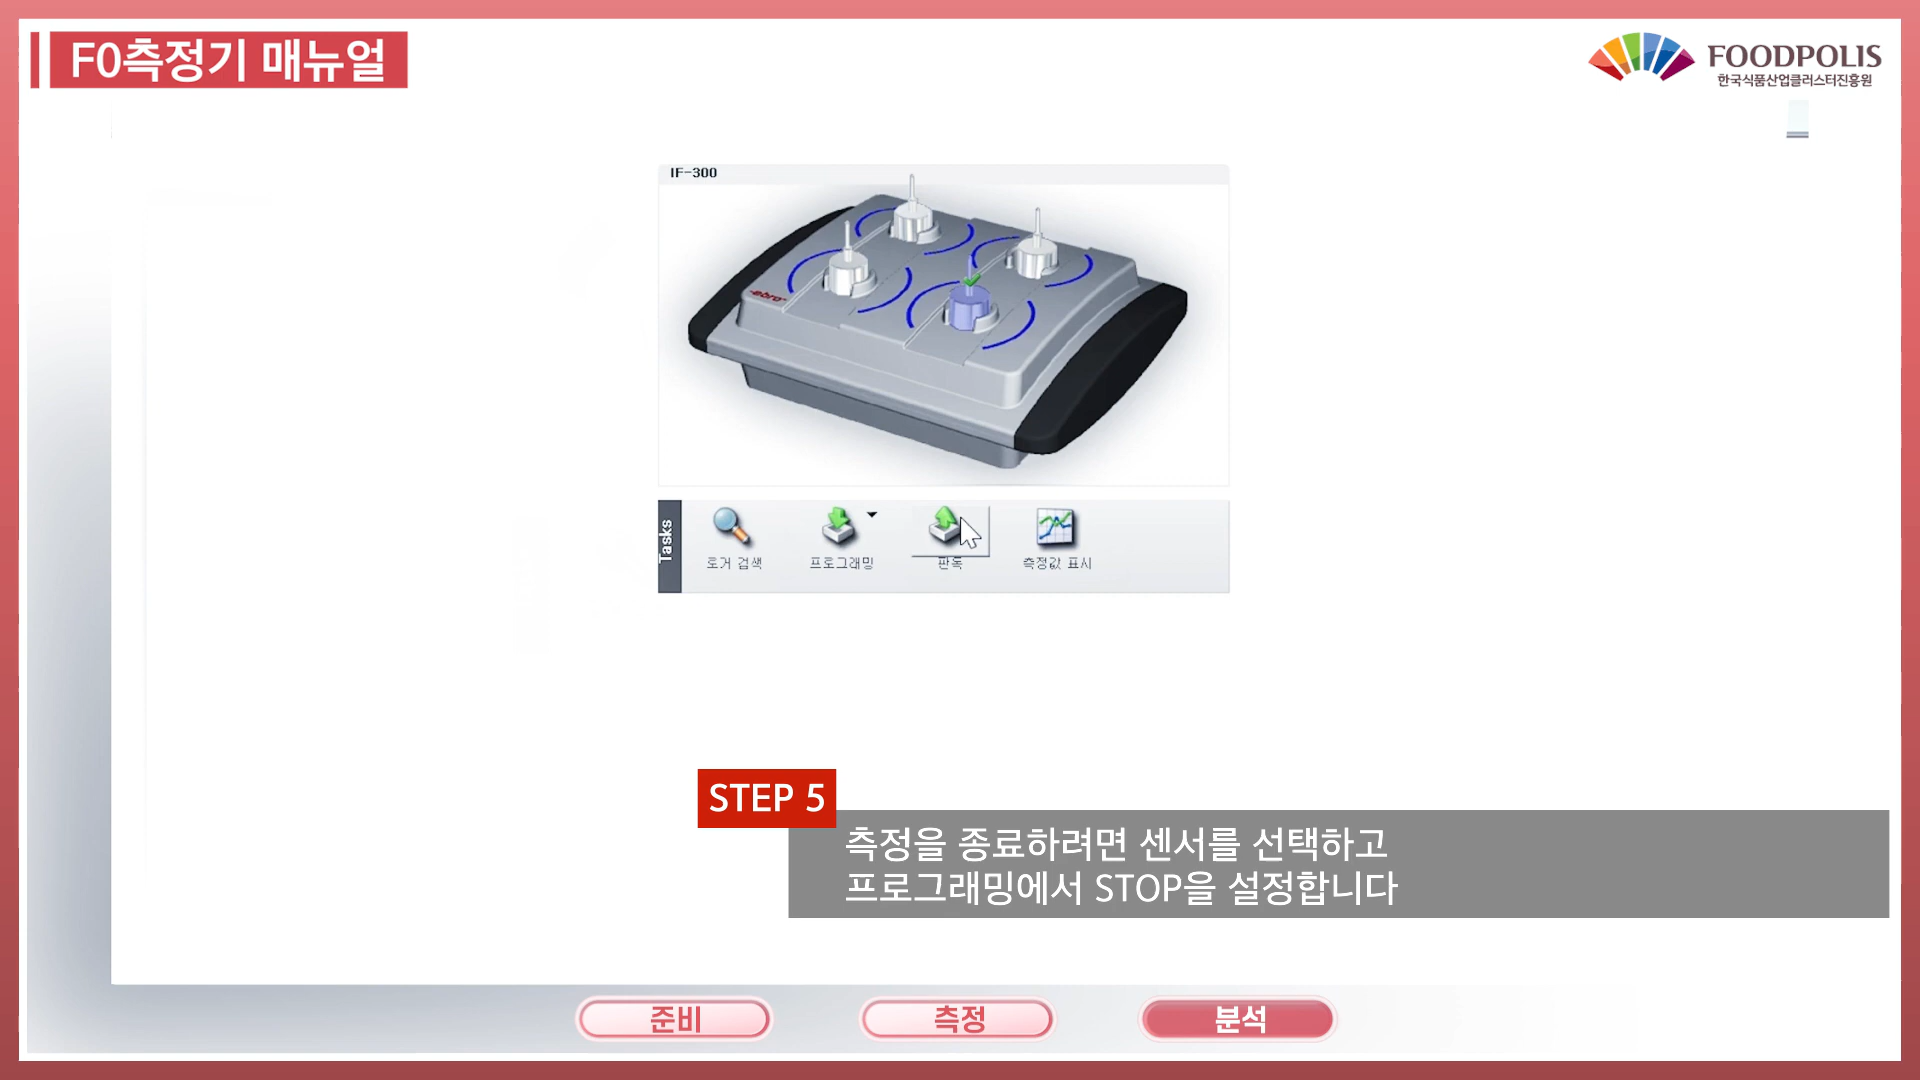 F0측정기 매뉴얼
FOODPOLIS
한국식품산업클러스터진흥원
IF-300
-ebro-
Tasks
로거 검색
프로그래밍
판독
측정값 표시
STEP 5
측정을 종료하려면 센서를 선택하고
프로그래밍에서 STOP을 설정합니다
준비
측정
분석